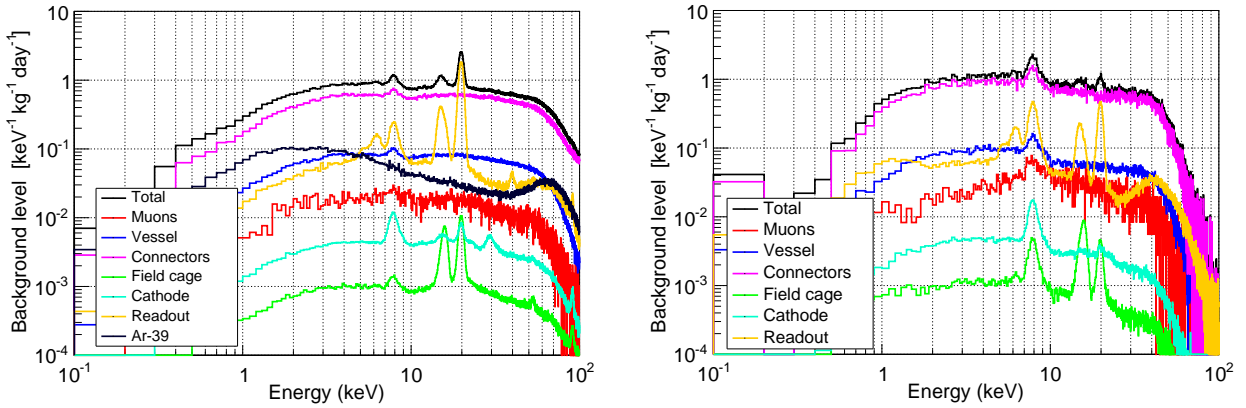 Background level [keV⁻¹ kg⁻¹ day⁻¹]
10
1
10⁻¹
10⁻²
10⁻³
10⁻⁴
Total
Muons
Vessel
Connectors
Field cage
Cathode
Readout
Ar-39
10⁻¹ 1 10 10²
Energy (keV)
Background level [keV⁻¹ kg⁻¹ day⁻¹]
10
1
10⁻¹
10⁻²
10⁻³
10⁻⁴
Total
Muons
Vessel
Connectors
Field cage
Cathode
Readout
10⁻¹ 1 10 10²
Energy (keV)